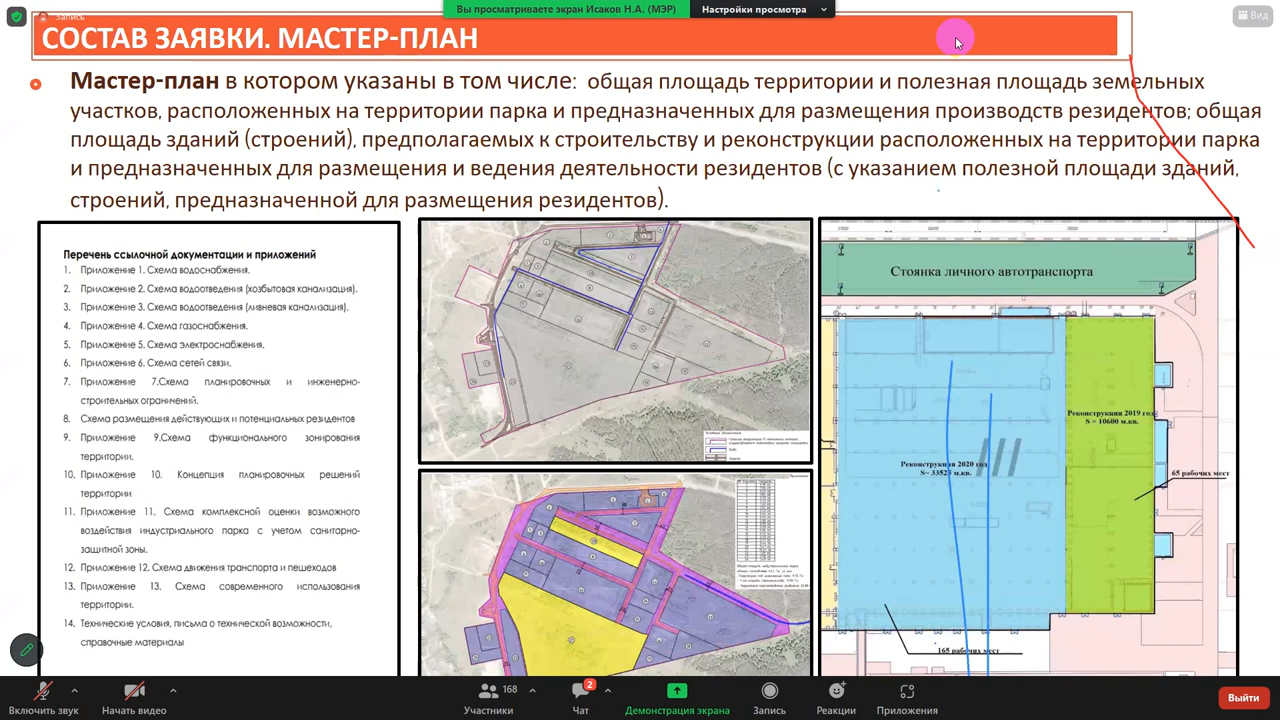 Вы просматриваете экран Исаков Н.А. (МЭР)
Настройки просмотра
Запись
Вид
СОСТАВ ЗАЯВКИ. МАСТЕР-ПЛАН
Мастер-план в котором указаны в том числе: общая площадь территории и полезная площадь земельных
участков, расположенных на территории парка и предназначенных для размещения производств резидентов; общая
площадь зданий (строений), предполагаемых к строительству и реконструкции расположенных на территории парка
и предназначенных для размещения и ведения деятельности резидентов (с указанием полезной площади зданий,
строений, предназначенной для размещения резидентов).
Перечень ссылочной документации и приложений
1. Приложение 1. Схема водоснабжения.
2. Приложение 2. Схема водоотведения (хозбытовая канализация).
3. Приложение 3. Схема водоотведения (ливневая канализация).
4. Приложение 4. Схема газоснабжения.
5. Приложение 5. Схема электроснабжения.
6. Приложение 6. Схема сетей связи.
7. Приложение 7.Схема планировочных и инженерно-
строительных ограничений.
8. Схема размещения действующих и потенциальных резидентов
9. Приложение 9.Схема функционального зонирования
территории.
10. Приложение 10. Концепция планировочных решений
территории
11. Приложение 11. Схема комплексной оценки возможного
воздействия индустриального парка с учетом санитарно-
защитной зоны.
12. Приложение 12. Схема движения транспорта и пешеходов
13. Приложение 13. Схема современного использования
территории.
14. Технические условия, письма о технической возможности,
справочные материалы
Стоянка личного автотранспорта
Реконструкция 2019 год
S = 10600 м.кв.
Реконструкция 2020 год
65 рабочих мест
165 рабочих мест
Включить звук
Начать видео
168
Участники
2
Чат
Демонстрация экрана
Запись
Реакции
Приложения
Выйти